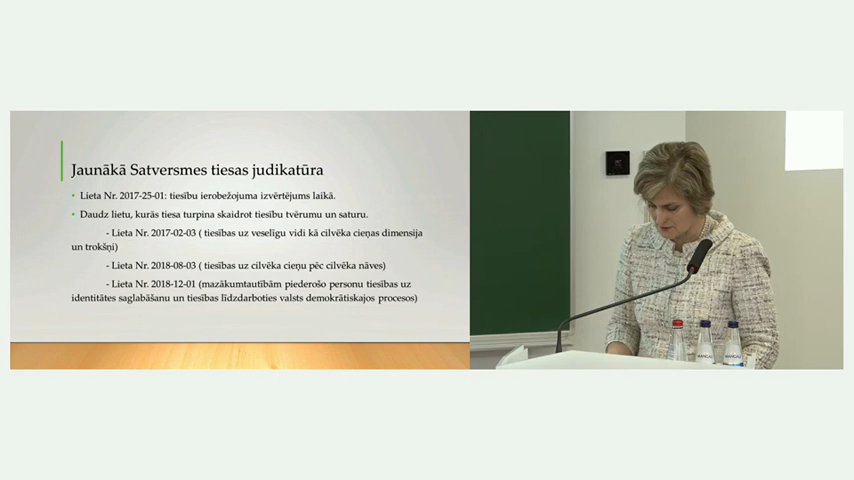 Jaunākā Satversmes tiesas judikatūra
• Lieta Nr. 2017-25-01: tiesību ierobežojuma izvērtējums laikā.
• Daudz lietu, kurās tiesa turpina skaidrot tiesību tvērumu un saturu.
- Lieta Nr. 2017-02-03 ( tiesības uz veselīgu vidi kā cilvēka cieņas dimensija
un trokšņi)
- Lieta Nr. 2018-08-03 ( tiesības uz cilvēka cieņu pēc cilvēka nāves)
- Lieta Nr. 2018-12-01 (mazākumtautībām piederošo personu tiesības uz
identitātes saglabāšanu un tiesības līdzdarboties valsts demokrātiskajos procesos)